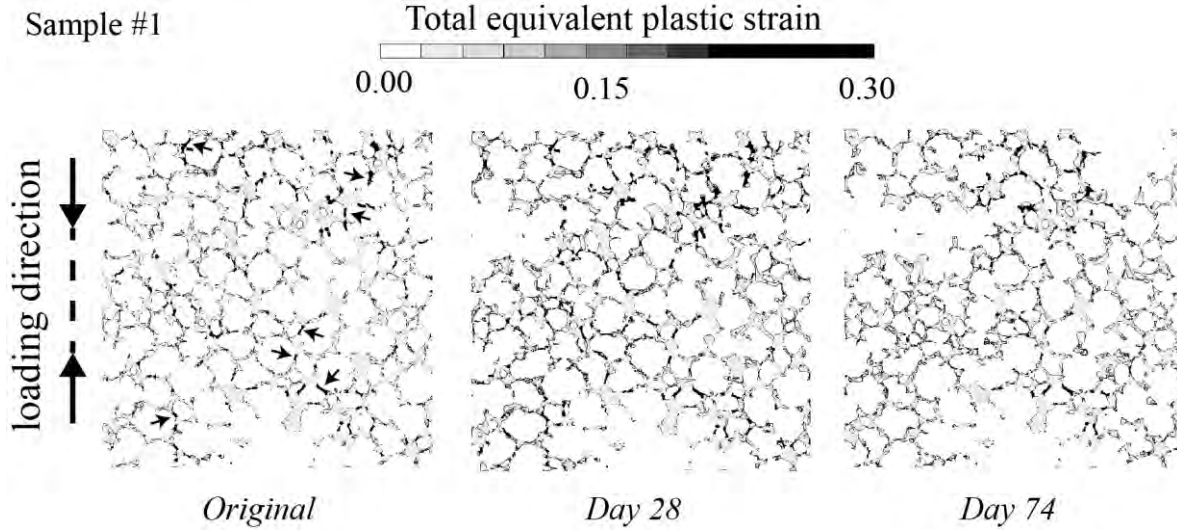 Sample #1
Total equivalent plastic strain
0.00 0.15 0.30
loading direction
Original Day 28 Day 74